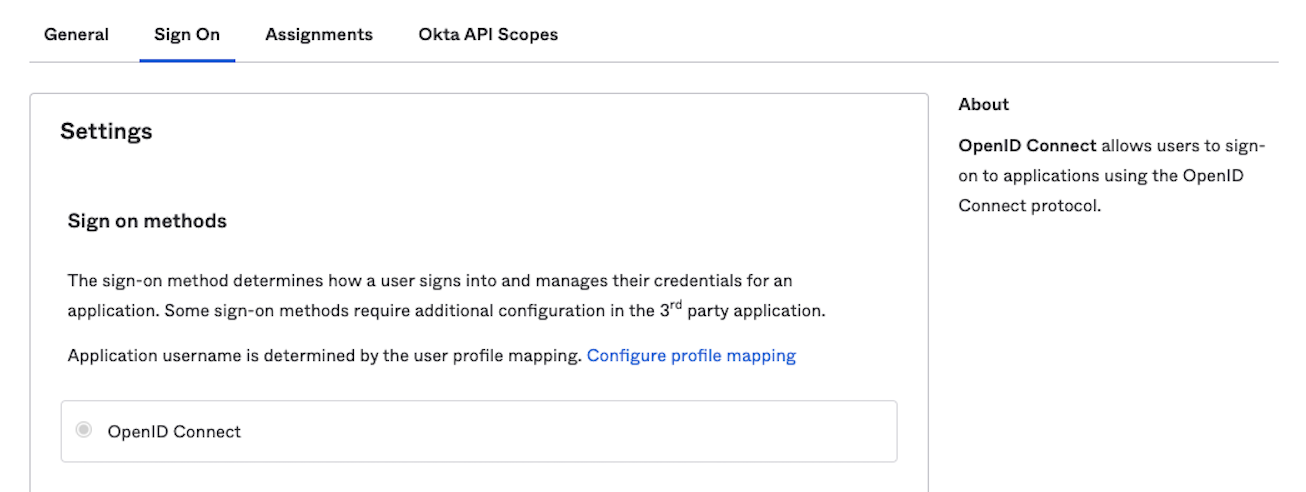 General Sign On Assignments Okta API Scopes
Settings
Sign on methods
The sign-on method determines how a user signs into and manages their credentials for an
application. Some sign-on methods require additional configuration in the 3rd party application.
Application username is determined by the user profile mapping. Configure profile mapping
OpenID Connect
About
OpenID Connect allows users to sign-
on to applications using the OpenID
Connect protocol.